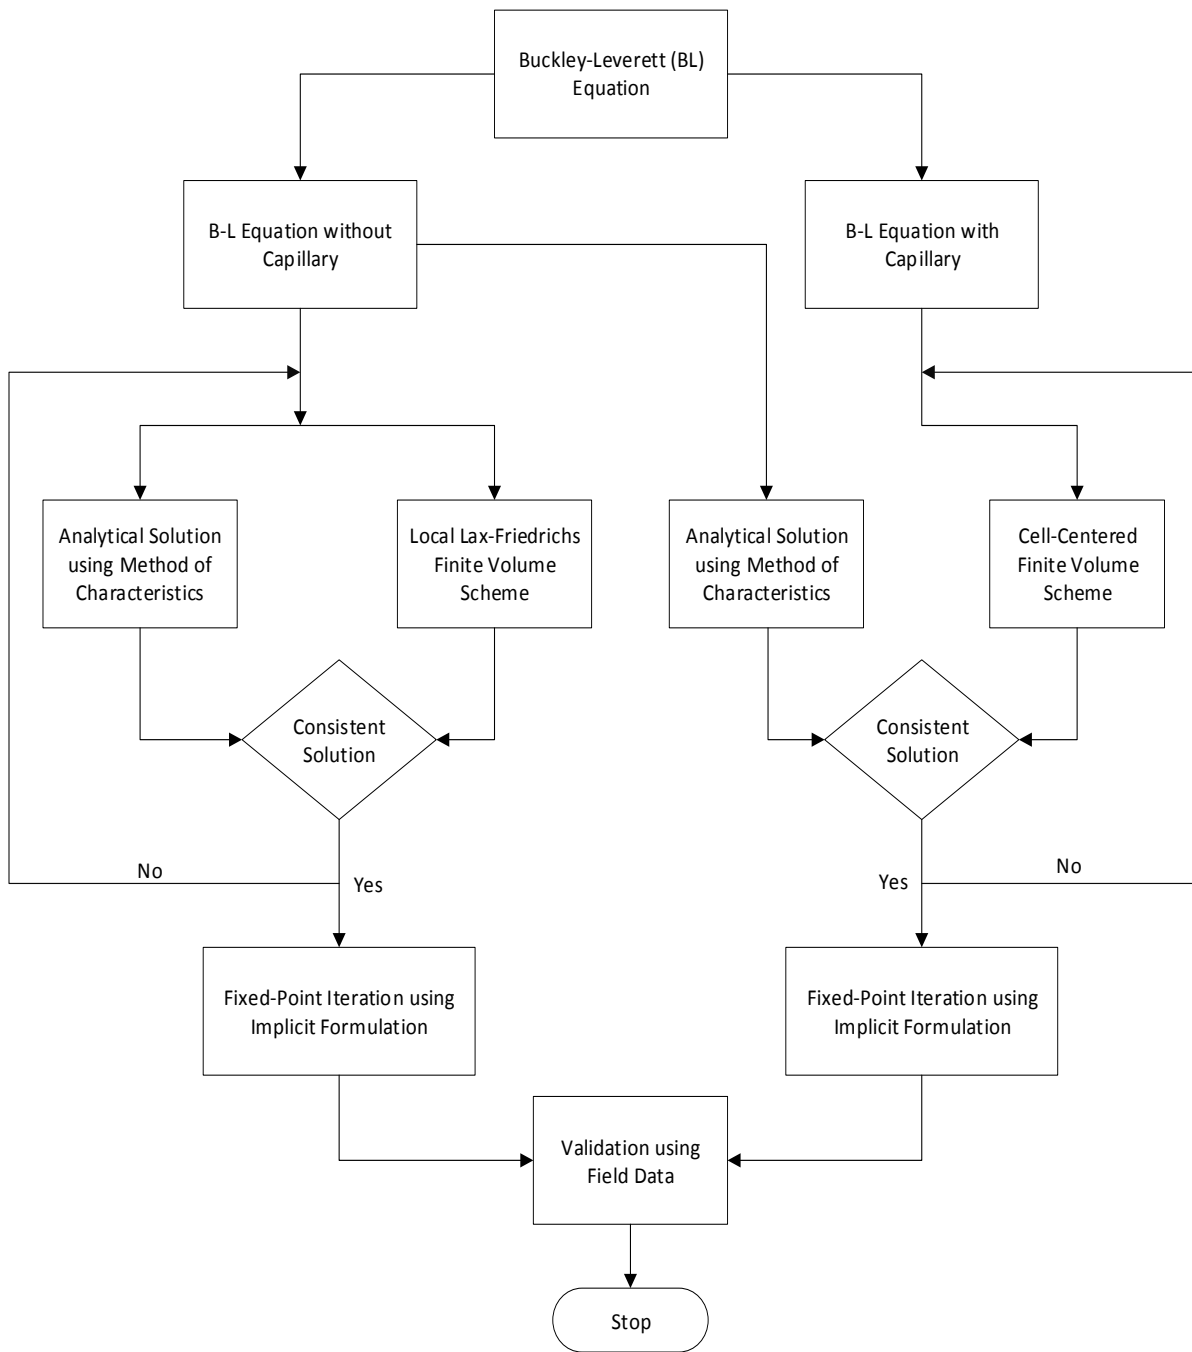 Buckley-Leverett (BL)
Equation
B-L Equation without
Capillary
B-L Equation with
Capillary
Analytical Solution
using Method of
Characteristics
Local Lax-Friedrichs
Finite Volume
Scheme
Analytical Solution
using Method of
Characteristics
Cell-Centered
Finite Volume
Scheme
Consistent
Solution
Consistent
Solution
No
Yes
Yes
No
Fixed-Point Iteration using
Implicit Formulation
Fixed-Point Iteration using
Implicit Formulation
Validation using
Field Data
Stop